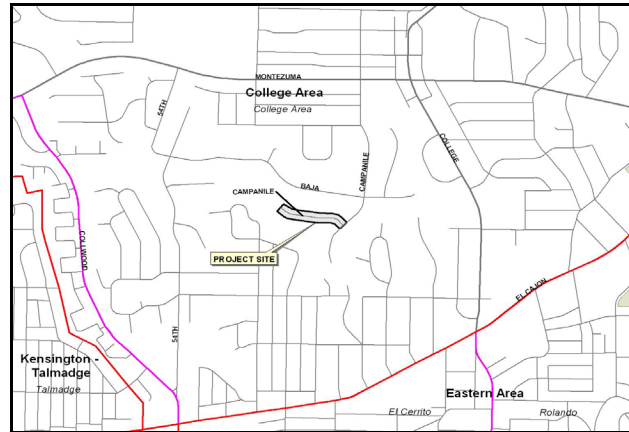 MONTEZUMA
College Area
College Area
54TH
COLLEGE
CAMPANILE
BAJA
CAMPANILE
COLLWOOD
PROJECT SITE
EL CAJON
54TH
Kensington -
Talmadge
Talmadge
Eastern Area
El Cerrito
Rolando